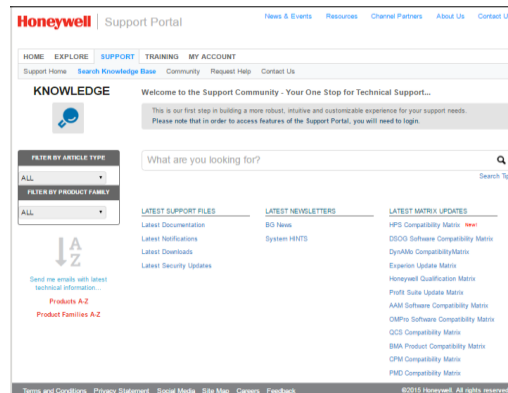 Honeywell | Support Portal
News & Events Resources Channel Partners About Us Contact U
HOME EXPLORE SUPPORT TRAINING MY ACCOUNT
Support Home Search Knowledge Base Community Request Help Contact Us
KNOWLEDGE
Welcome to the Support Community - Your One Stop for Technical Support...
This is our first step in building a more robust, intuitive and customizable experience for your support needs.
Please note that in order to access features of the Support Portal, you will need to login.
FILTER BY ARTICLE TYPE
ALL
FILTER BY PRODUCT FAMILY
ALL
What are you looking for?
Search Tip
A
Z
Send me emails with latest
technical information...
Products A-Z
Product Families A-Z
LATEST SUPPORT FILES
Latest Documentation
Latest Notifications
Latest Downloads
Latest Security Updates
LATEST NEWSLETTERS
BG News
System HINTS
LATEST MATRIX UPDATES
HPS Compatibility Matrix New!
DSOG Software Compatibility Matrix
DynAMo CompatibilityMatrix
Experion Update Matrix
Honeywell Qualification Matrix
Profit Suite Update Matrix
AAM Software Compatibility Matrix
OMPro Software Compatibility Matrix
QCS Compatibility Matrix
BMA Product Compatibility Matrix
CPM Compatibility Matrix
PMD Compatibility Matrix
Terms and Conditions Privacy Statement Social Media Site Map Careers Feedback
©2015 Honeywell. All rights reserved